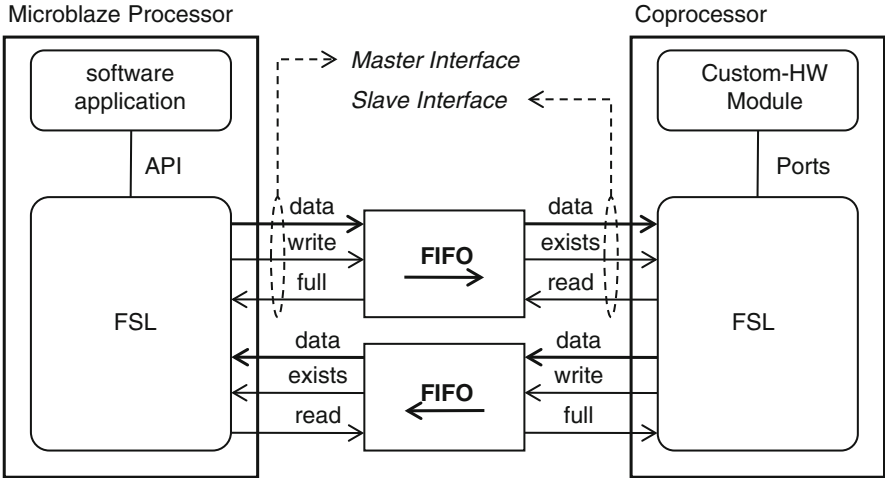 Microblaze Processor
Coprocessor
software
application
Master Interface
Slave Interface
Custom-HW
Module
API
Ports
data
write
full
FIFO
data
exists
read
FSL
FSL
data
exists
read
FIFO
data
write
full